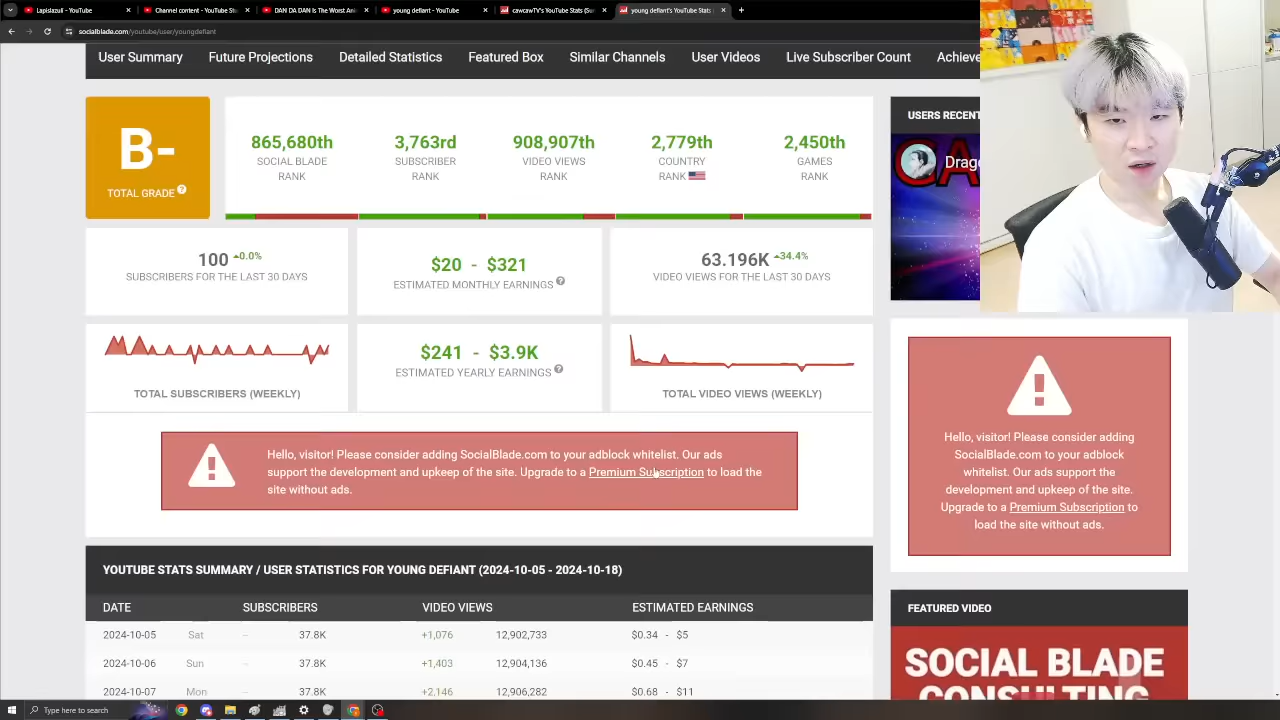 Lapislazuli - YouTube
Channel content - YouTube Stu
DAN DA DAN Is The Worst Ani
young defiant - YouTube
cawcawTV's YouTube Stats (Su
young defiant's YouTube Stats
socialblade.com/youtube/user/youngdefiant
User Summary Future Projections Detailed Statistics Featured Box Similar Channels User Videos Live Subscriber Count Achieve
B-
TOTAL GRADE ?
865,680th
SOCIAL BLADE
RANK
3,763rd
SUBSCRIBER
RANK
908,907th
VIDEO VIEWS
RANK
2,779th
COUNTRY
RANK
2,450th
GAMES
RANK
100 0.0%
SUBSCRIBERS FOR THE LAST 30 DAYS
$20 - $321
ESTIMATED MONTHLY EARNINGS ?
63.196K 34.4%
VIDEO VIEWS FOR THE LAST 30 DAYS
TOTAL SUBSCRIBERS (WEEKLY)
$241 - $3.9K
ESTIMATED YEARLY EARNINGS ?
TOTAL VIDEO VIEWS (WEEKLY)
Hello, visitor! Please consider adding SocialBlade.com to your adblock whitelist. Our ads
support the development and upkeep of the site. Upgrade to a Premium Subscription to load the
site without ads.
YOUTUBE STATS SUMMARY / USER STATISTICS FOR YOUNG DEFIANT (2024-10-05 - 2024-10-18)
DATE SUBSCRIBERS VIDEO VIEWS ESTIMATED EARNINGS
2024-10-05 Sat -- 37.8K +1,076 12,902,733 $0.34 - $5
2024-10-06 Sun -- 37.8K +1,403 12,904,136 $0.45 - $7
2024-10-07 Mon -- 37.8K +2,146 12,906,282 $0.68 - $11
USERS RECEN
Drag
Hello, visitor! Please consider adding
SocialBlade.com to your adblock
whitelist. Our ads support the
development and upkeep of the site.
Upgrade to a Premium Subscription to
load the site without ads.
FEATURED VIDEO
SOCIAL BLADE
CONSULTING
Type here to search